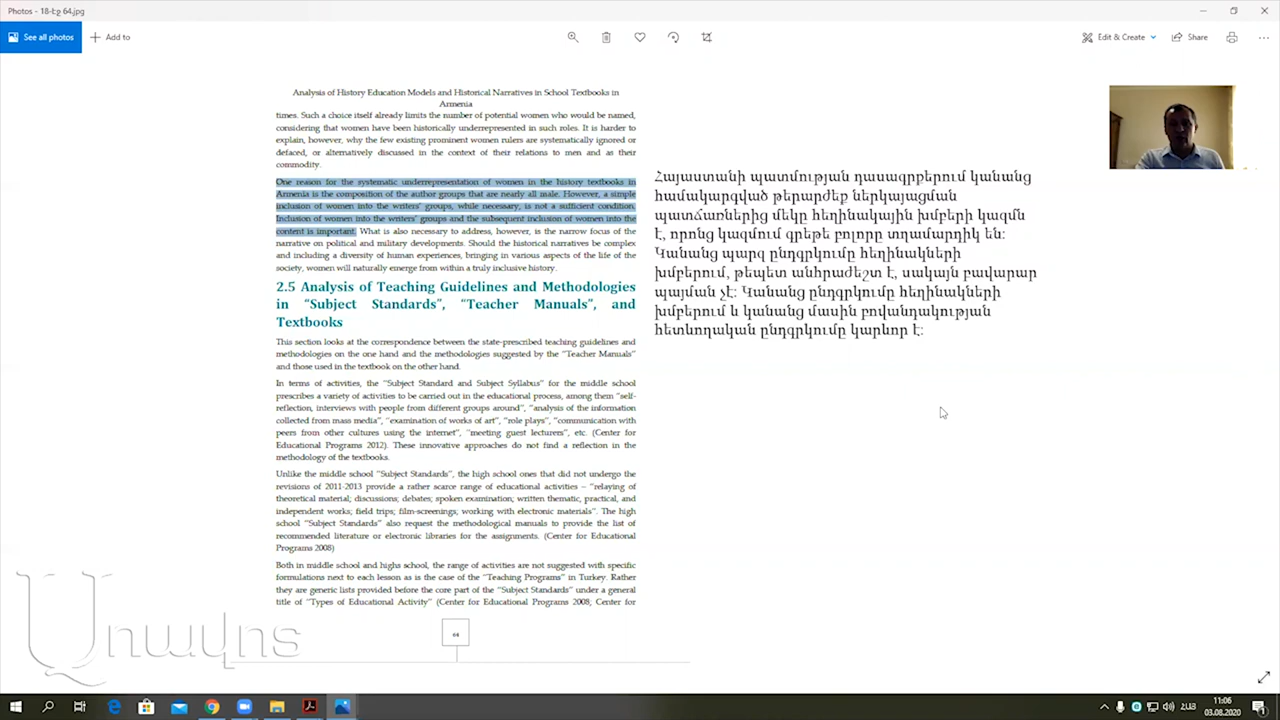 Photos - 18-էջ 64.jpg
See all photos
Add to
Edit & Create
Share
Analysis of History Education Models and Historical Narratives in School Textbooks in
Armenia
times. Such a choice itself already limits the number of potential women who would be named,
considering that women have been historically underrepresented in such roles. It is harder to
explain, however, why the few existing prominent women rulers are systematically ignored or
defaced, or alternatively discussed in the context of their relations to men and as their
commodity.
One reason for the systematic underrepresentation of women in the history textbooks in
Armenia is the composition of the author groups that are nearly all male. However, a simple
inclusion of women into the writers' groups, while necessary, is not a sufficient condition.
Inclusion of women into the writers' groups and the subsequent inclusion of women into the
content is important. What is also necessary to address, however, is the narrow focus of the
narrative on political and military developments. Should the historical narratives be complex
and including a diversity of human experiences, bringing in various aspects of the life of the
society, women will naturally emerge from within a truly inclusive history.
2.5 Analysis of Teaching Guidelines and Methodologies
in "Subject Standards", "Teacher Manuals", and
Textbooks
This section looks at the correspondence between the state-prescribed teaching guidelines and
methodologies on the one hand and the methodologies suggested by the "Teacher Manuals"
and those used in the textbook on the other hand.
In terms of activities, the "Subject Standard and Subject Syllabus" for the middle school
prescribes a variety of activities to be carried out in the educational process, among them "self-
reflection, interviews with people from different groups around", "analysis of the information
collected from mass media", "examination of works of art", "role plays", "communication with
peers from other cultures using the internet", "meeting guest lecturers", etc. (Center for
Educational Programs 2012). These innovative approaches do not find a reflection in the
methodology of the textbooks.
Unlike the middle school "Subject Standards", the high school ones that did not undergo the
revisions of 2011-2013 provide a rather scarce range of educational activities – "relaying of
theoretical material; discussions; debates; spoken examination; written thematic, practical, and
independent works; field trips; film-screenings; working with electronic materials". The high
school "Subject Standards" also request the methodological manuals to provide the list of
recommended literature or electronic libraries for the assignments. (Center for Educational
Programs 2008)
Both in middle school and highs school, the range of activities are not suggested with specific
formulations next to each lesson as is the case of the "Teaching Programs" in Turkey. Rather
they are generic lists provided before the core part of the "Subject Standards" under a general
title of "Types of Educational Activity" (Center for Educational Programs 2008; Center for
64
Հայաստանի պատմության դասագրքերում կանանց
համակարգված թերարժեք ներկայացման
պատճառներից մեկը հեղինակային խմբերի կազմն
է, որոնց կազմում գրեթե բոլորը տղամարդիկ են:
Կանանց պարզ ընդգրկումը հեղինակների
խմբերում, թեպետ անհրաժեշտ է, սակայն բավարար
պայման չէ: Կանանց ընդգրկումը հեղինակների
խմբերում և կանանց մասին բովանդակության
հետևողական ընդգրկումը կարևոր է:
Առավոտ
ՀԱՅ
11:06
03.08.2020